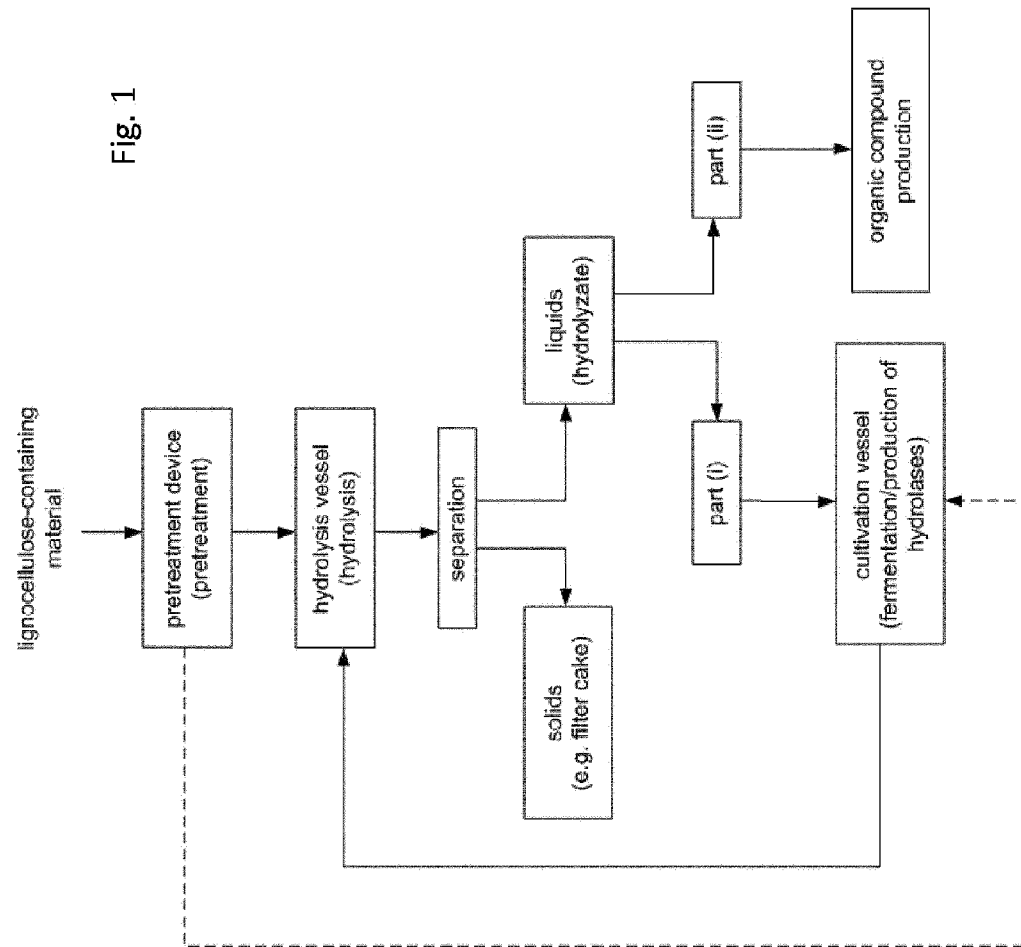 Fig. 1
lignocellulose-containing
material
pretreatment device
(pretreatment)
hydrolysis vessel
(hydrolysis)
separation
solids
(e.g. filter cake)
liquids
(hydrolyzate)
part (i)
part (ii)
cultivation vessel
(fermentation/production of
hydrolases)
organic compound
production